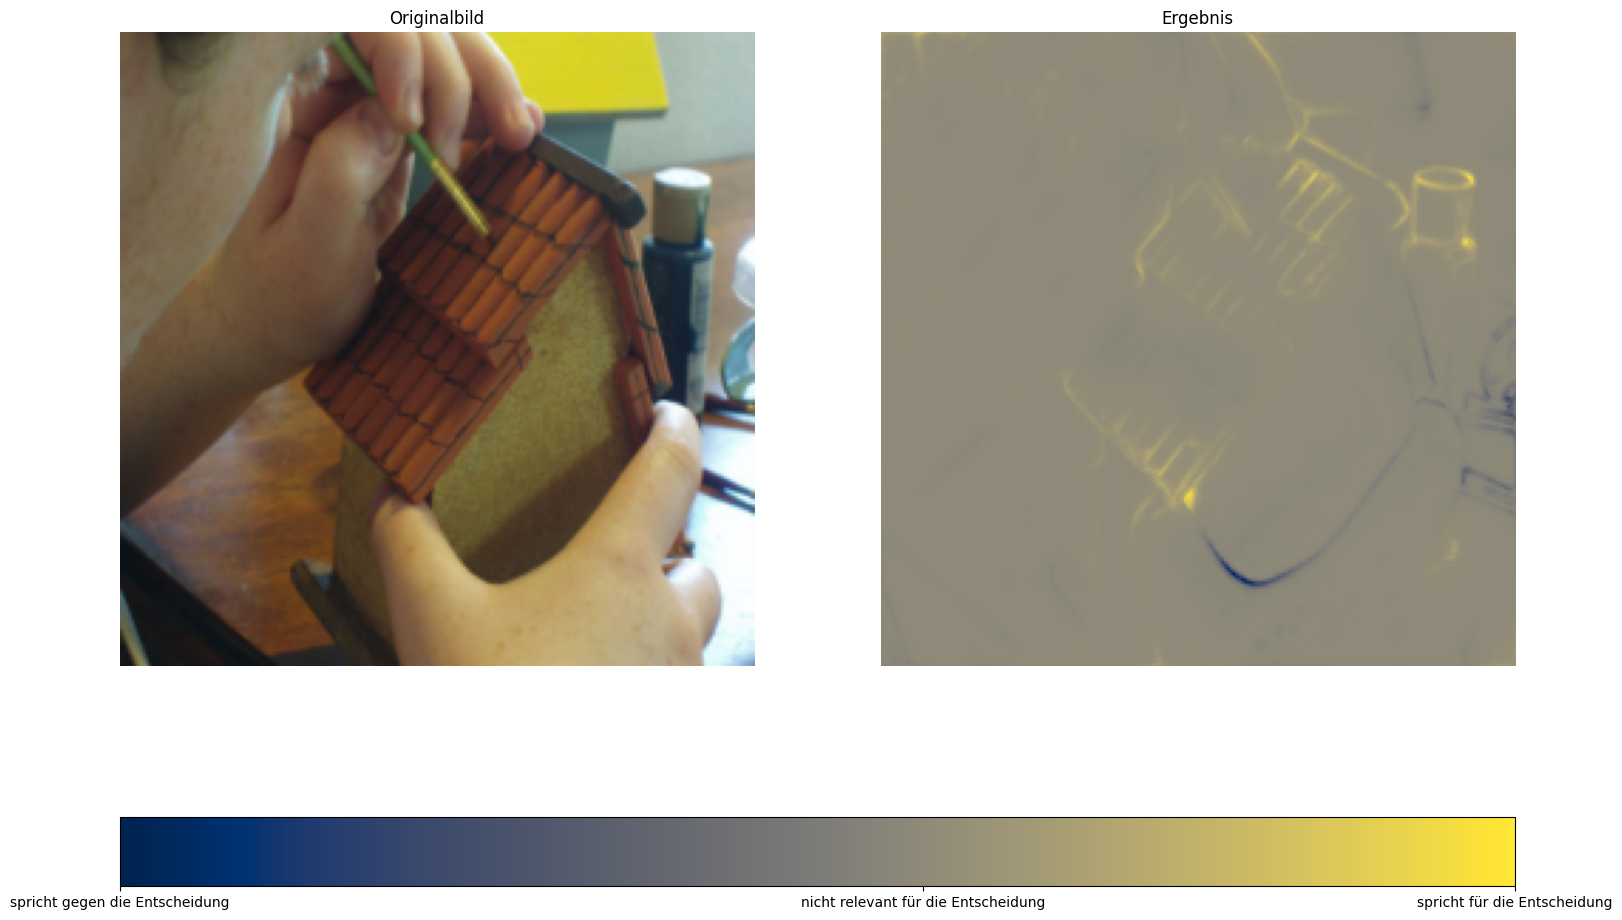 Originalbild
Ergebnis
spricht gegen die Entscheidung
nicht relevant für die Entscheidung
spricht für die Entscheidung